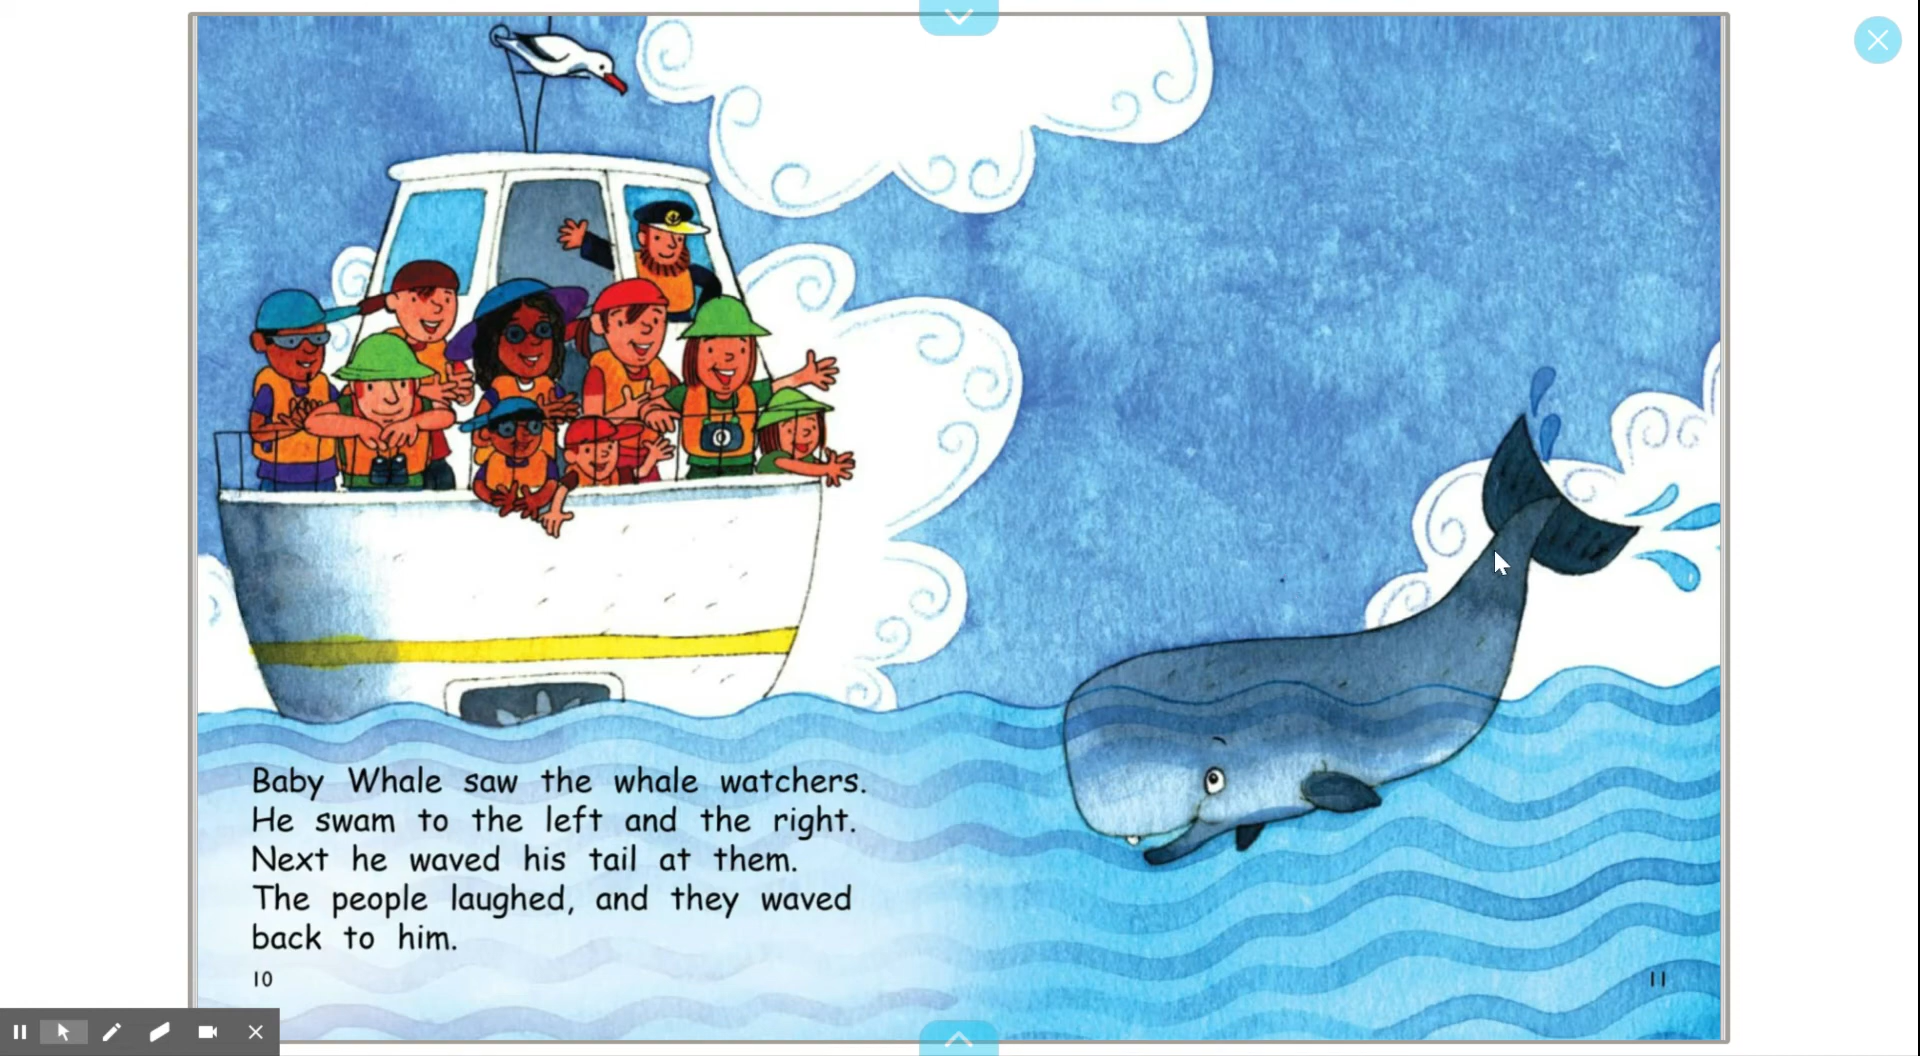 Baby Whale saw the whale watchers.
He swam to the left and the right.
Next he waved his tail at them.
The people laughed, and they waved
back to him.
10
11